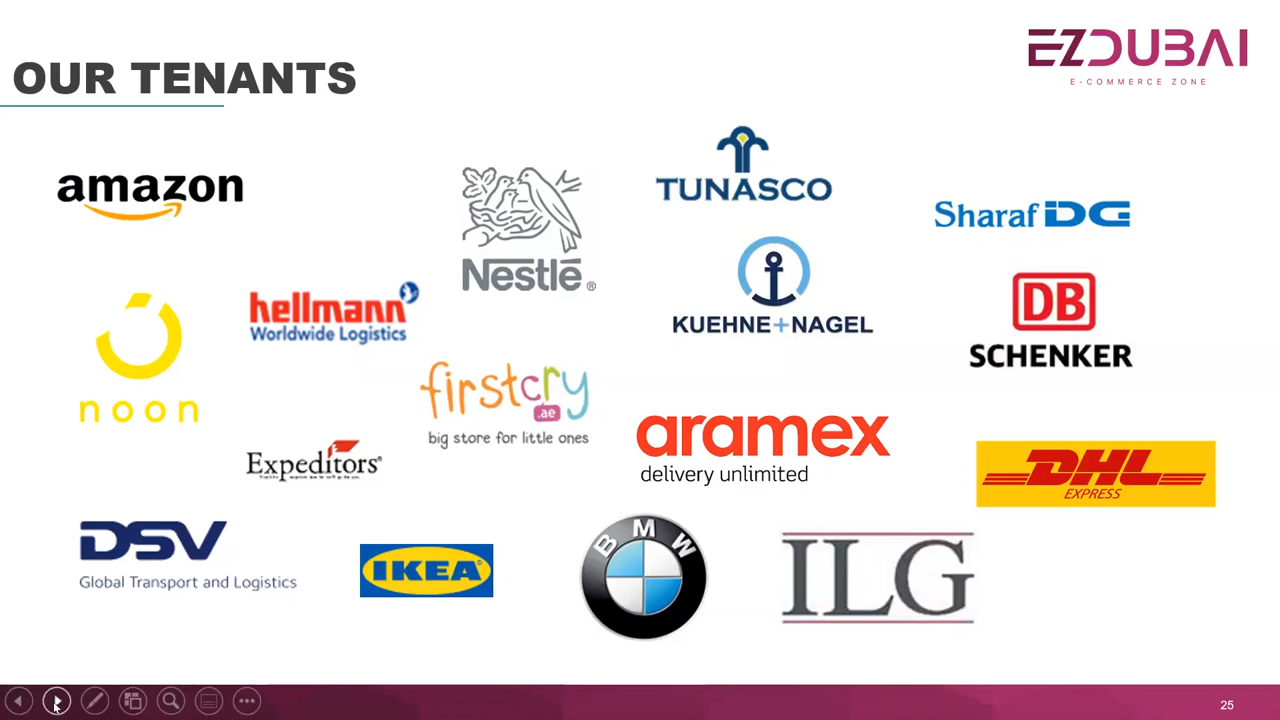 OUR TENANTS
EZDUBAI
E-COMMERCE ZONE
amazon
Nestlé®
TUNASCO
Sharaf DG
noon
hellmann
Worldwide Logistics
KUEHNE+NAGEL
DB
SCHENKER
firstcry
.ae
big store for little ones
Expeditors®
aramex
delivery unlimited
DHL
EXPRESS
DSV
Global Transport and Logistics
IKEA®
BMW
ILG
25